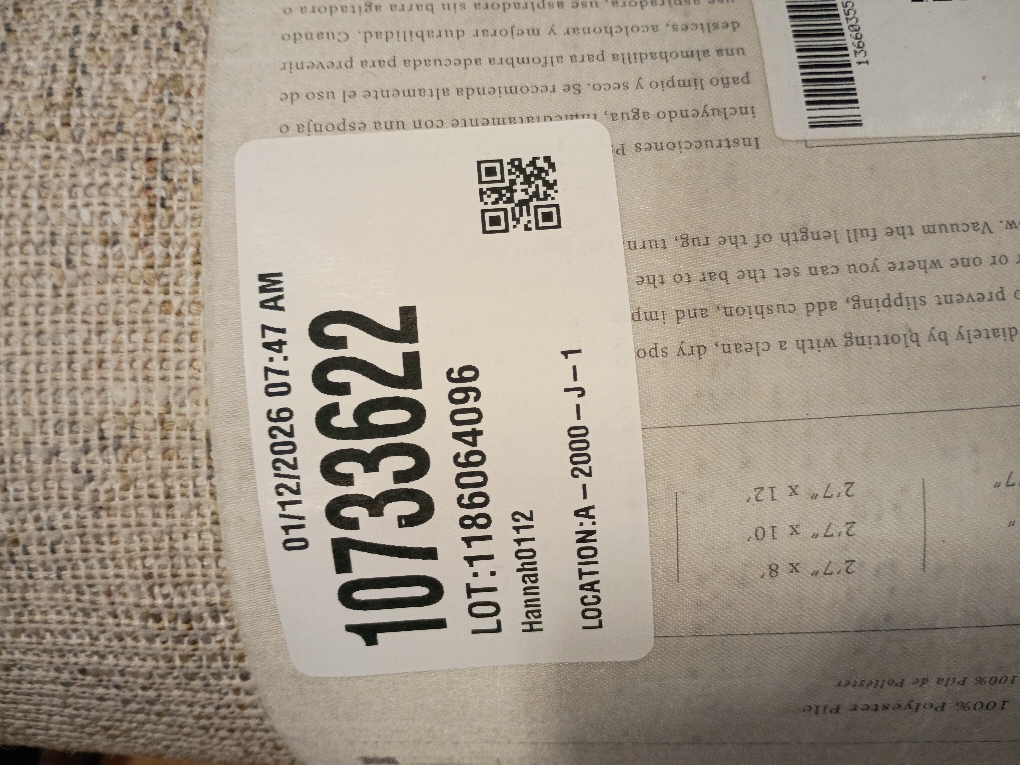 01/12/2026 07:47 AM
10733622
LOT:1186064096
Hannah0112
LOCATION:A-2000-J-1
13660355
100% Polyester Pile
100% Pila de Poliéster
2'7" x 8'
2'7" x 10'
2'7" x 12'
diately by blotting with a clean, dry spo
prevent slipping, add cushion, and imp
or one where you can set the bar to the
w. Vacuum the full length of the rug, turn
Instrucciones
incluyendo agua, inmediatamente con una esponja o
paño limpio y seco. Se recomienda altamente el uso de
una almohadilla para alfombra adecuada para prevenir
deslices, acolchonar y mejorar durabilidad. Cuando
use aspiradora, use aspiradora sin barra agitadora o